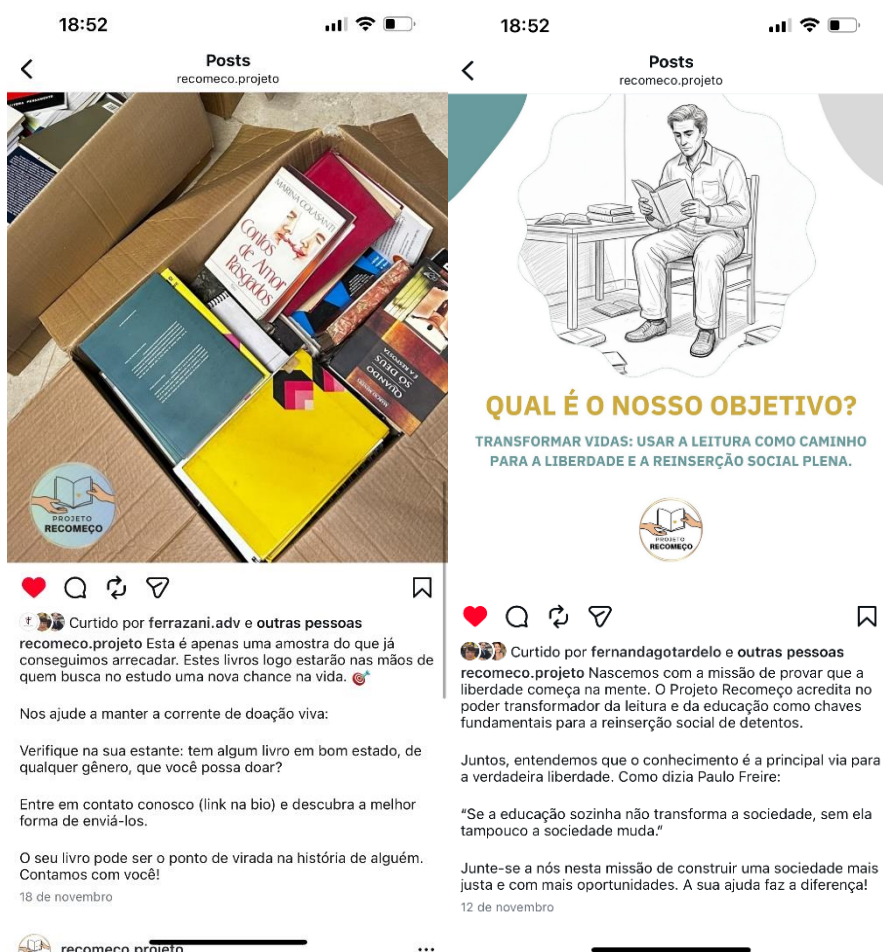 18:52
Posts
recomeco.projeto
MARINA COLASANTI
Contos
de Amor
Rasgados
QUANDO
SÓ DEUS
É A RESPOSTA
PROJETO
RECOMEÇO
Curtido por ferrazani.adv e outras pessoas
recomeco.projeto Esta é apenas uma amostra do que já
conseguimos arrecadar. Estes livros logo estarão nas mãos de
quem busca no estudo uma nova chance na vida. 🎯
Nos ajude a manter a corrente de doação viva:
Verifique na sua estante: tem algum livro em bom estado, de
qualquer gênero, que você possa doar?
Entre em contato conosco (link na bio) e descubra a melhor
forma de enviá-los.
O seu livro pode ser o ponto de virada na história de alguém.
Contamos com você!
18 de novembro
recomeco.projeto
18:52
Posts
recomeco.projeto
QUAL É O NOSSO OBJETIVO?
TRANSFORMAR VIDAS: USAR A LEITURA COMO CAMINHO
PARA A LIBERDADE E A REINSERÇÃO SOCIAL PLENA.
PROJETO
RECOMEÇO
Curtido por fernandagotardelo e outras pessoas
recomeco.projeto Nascemos com a missão de provar que a
liberdade começa na mente. O Projeto Recomeço acredita no
poder transformador da leitura e da educação como chaves
fundamentais para a reinserção social de detentos.
Juntos, entendemos que o conhecimento é a principal via para
a verdadeira liberdade. Como dizia Paulo Freire:
“Se a educação sozinha não transforma a sociedade, sem ela
tampouco a sociedade muda.”
Junte-se a nós nesta missão de construir uma sociedade mais
justa e com mais oportunidades. A sua ajuda faz a diferença!
12 de novembro